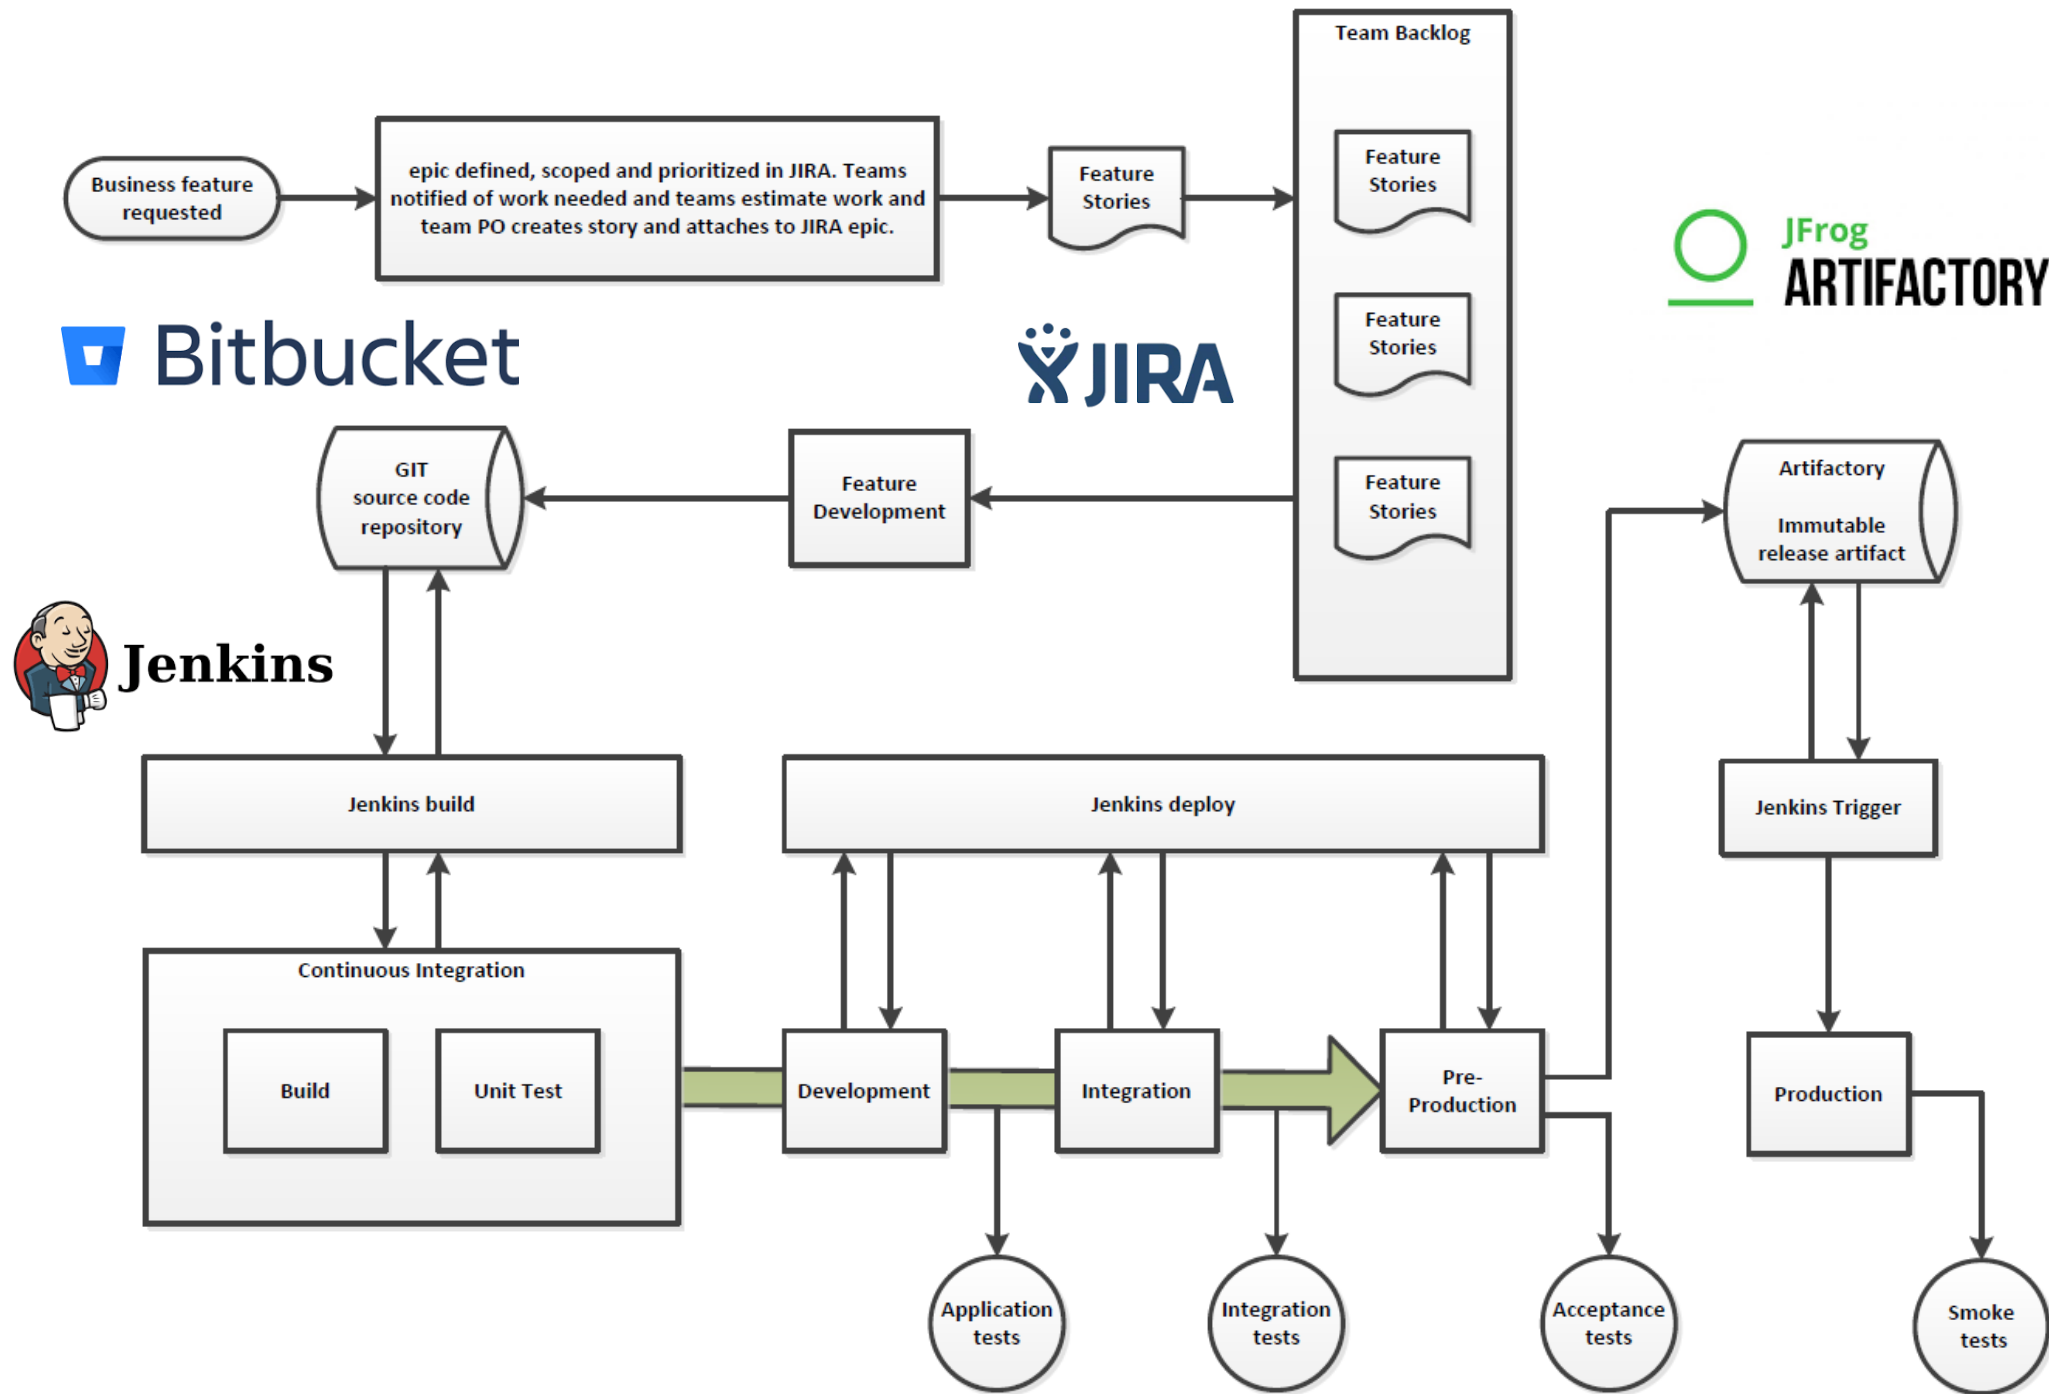 Team Backlog
Business feature
requested
epic defined, scoped and prioritized in JIRA. Teams
notified of work needed and teams estimate work and
team PO creates story and attaches to JIRA epic.
Feature
Stories
Feature
Stories
Feature
Stories
Feature
Stories
JFrog
ARTIFACTORY
Bitbucket
JIRA
GIT
source code
repository
Feature
Development
Artifactory
Immutable
release artifact
Jenkins
Jenkins build
Jenkins deploy
Jenkins Trigger
Continuous Integration
Build
Unit Test
Development
Integration
Pre-
Production
Production
Application
tests
Integration
tests
Acceptance
tests
Smoke
tests